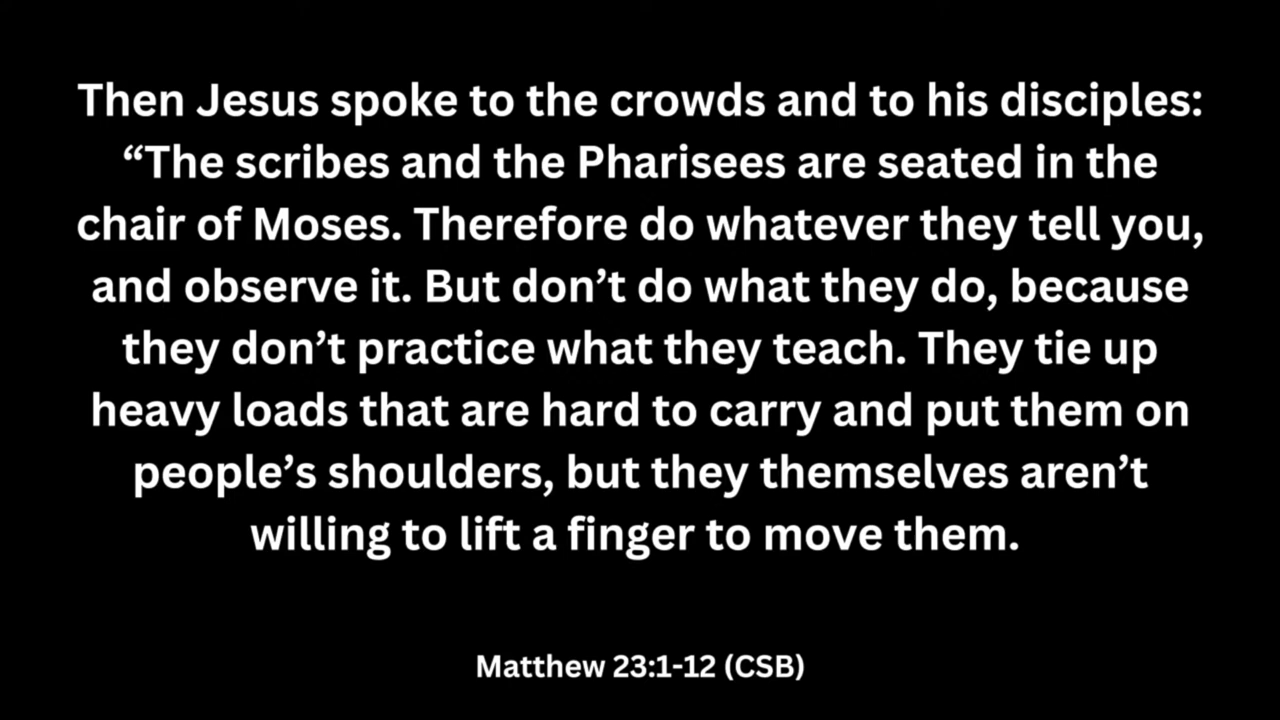 Then Jesus spoke to the crowds and to his disciples:
“The scribes and the Pharisees are seated in the
chair of Moses. Therefore do whatever they tell you,
and observe it. But don’t do what they do, because
they don’t practice what they teach. They tie up
heavy loads that are hard to carry and put them on
people’s shoulders, but they themselves aren’t
willing to lift a finger to move them.
Matthew 23:1-12 (CSB)